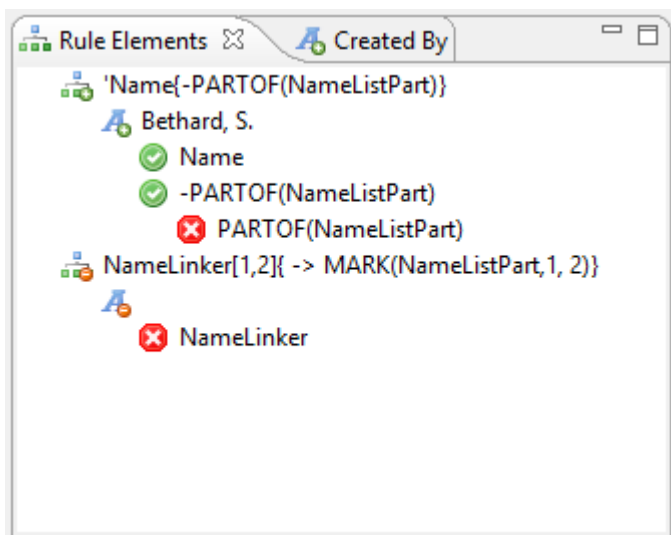 Rule Elements Created By
'Name{-PARTOF(NameListPart)}
Bethard, S.
Name
-PARTOF(NameListPart)
PARTOF(NameListPart)
NameLinker[1,2]{ -> MARK(NameListPart,1, 2)}
NameLinker